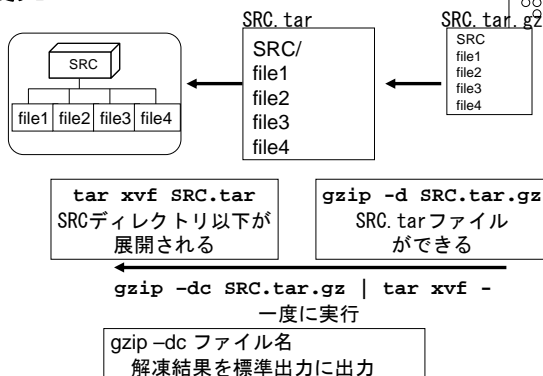 SRC.tar
SRC.tar.gz
SRC
file1 file2 file3 file4
SRC/
file1
file2
file3
file4
SRC
file1
file2
file3
file4
tar xvf SRC.tar
SRCディレクトリ以下が
展開される
gzip -d SRC.tar.gz
SRC.tarファイル
ができる
gzip –dc SRC.tar.gz | tar xvf -
一度に実行
gzip –dc ファイル名
解凍結果を標準出力に出力